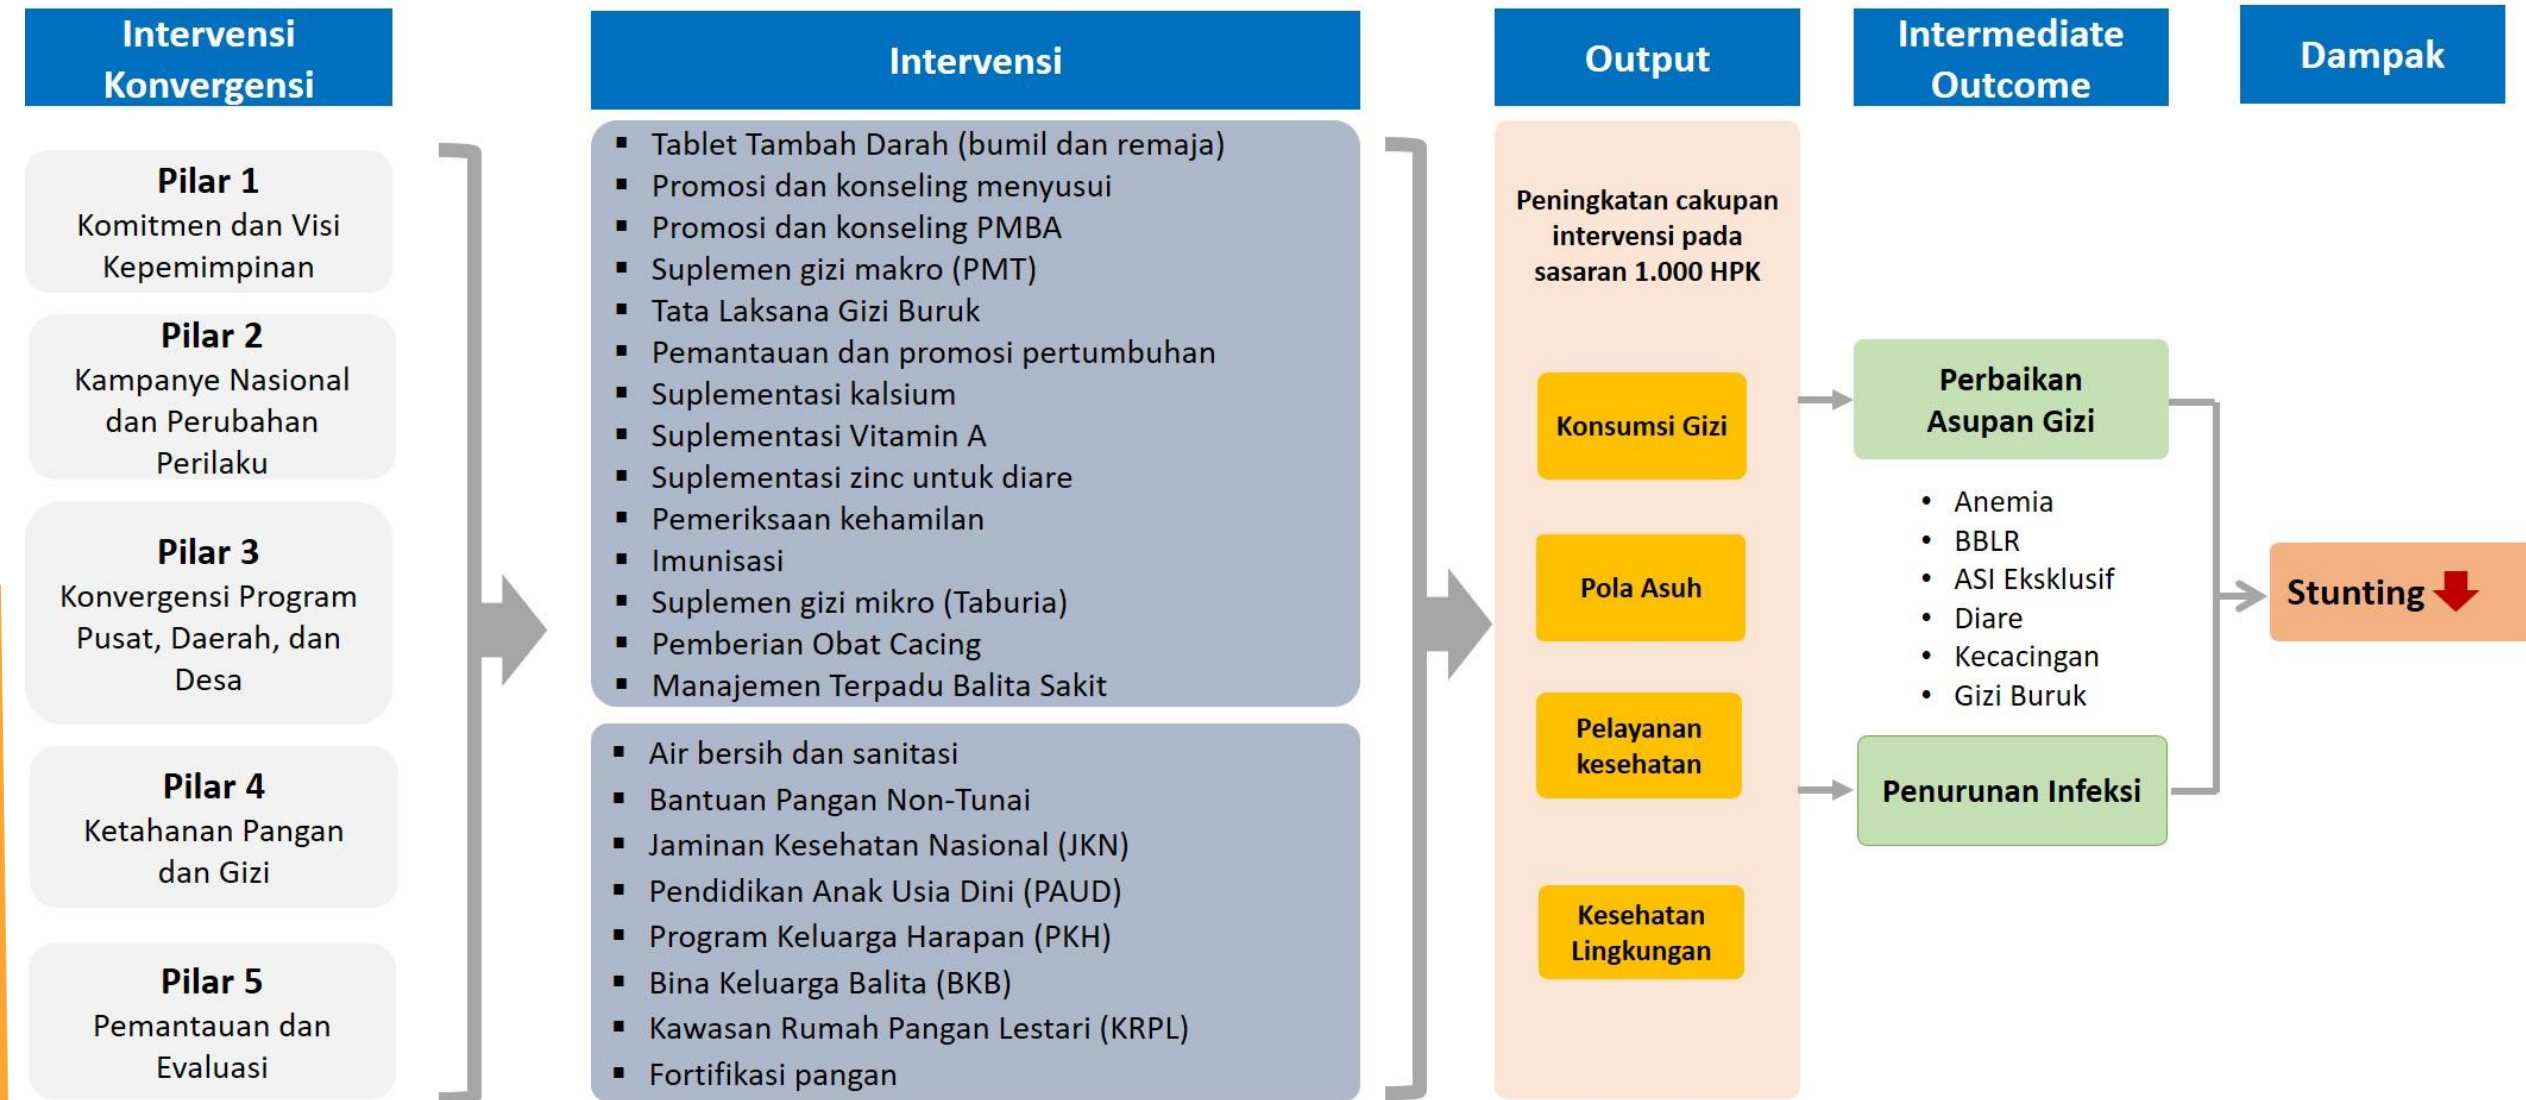 Intervensi
Konvergensi
Pilar 1
Komitmen dan Visi
Kepemimpinan
Pilar 2
Kampanye Nasional
dan Perubahan
Perilaku
Pilar 3
Konvergensi Program
Pusat, Daerah, dan
Desa
Pilar 4
Ketahanan Pangan
dan Gizi
Pilar 5
Pemantauan dan
Evaluasi
Intervensi
▪ Tablet Tambah Darah (bumil dan remaja)
▪ Promosi dan konseling menyusui
▪ Promosi dan konseling PMBA
▪ Suplemen gizi makro (PMT)
▪ Tata Laksana Gizi Buruk
▪ Pemantauan dan promosi pertumbuhan
▪ Suplementasi kalsium
▪ Suplementasi Vitamin A
▪ Suplementasi zinc untuk diare
▪ Pemeriksaan kehamilan
▪ Imunisasi
▪ Suplemen gizi mikro (Taburia)
▪ Pemberian Obat Cacing
▪ Manajemen Terpadu Balita Sakit
▪ Air bersih dan sanitasi
▪ Bantuan Pangan Non-Tunai
▪ Jaminan Kesehatan Nasional (JKN)
▪ Pendidikan Anak Usia Dini (PAUD)
▪ Program Keluarga Harapan (PKH)
▪ Bina Keluarga Balita (BKB)
▪ Kawasan Rumah Pangan Lestari (KRPL)
▪ Fortifikasi pangan
Output
Peningkatan cakupan
intervensi pada
sasaran 1.000 HPK
Konsumsi Gizi
Pola Asuh
Pelayanan
kesehatan
Kesehatan
Lingkungan
Intermediate
Outcome
Perbaikan
Asupan Gizi
• Anemia
• BBLR
• ASI Eksklusif
• Diare
• Kecacingan
• Gizi Buruk
Penurunan Infeksi
Dampak
Stunting